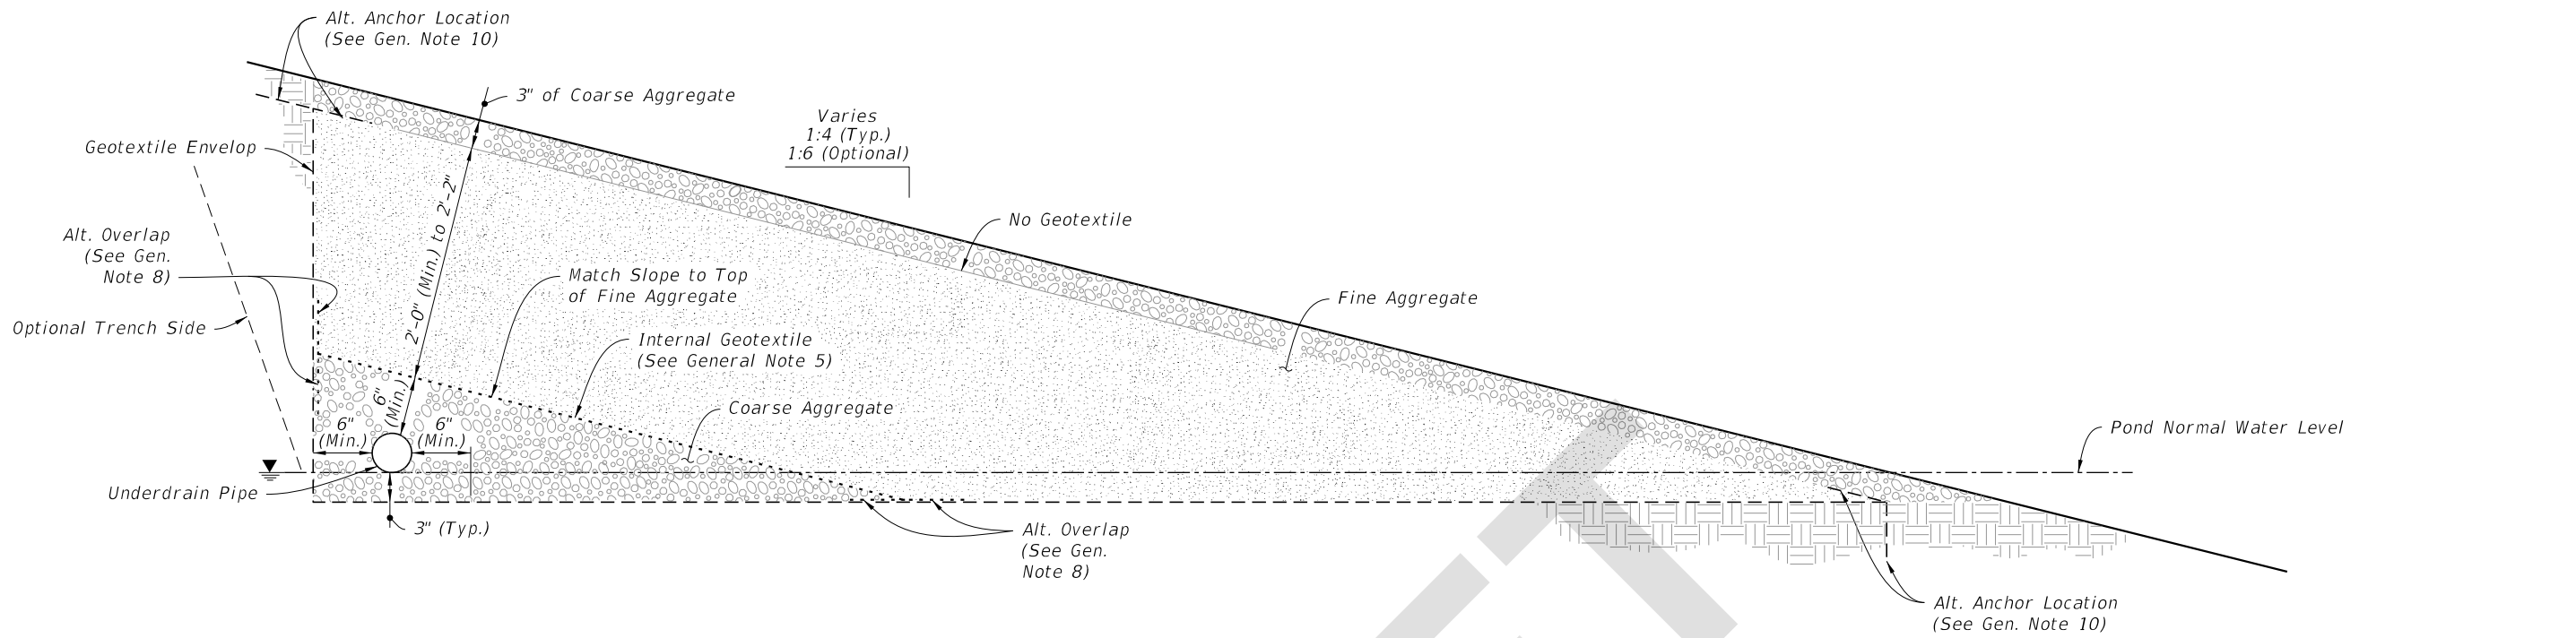 Alt. Anchor Location
(See Gen. Note 10)
3" of Coarse Aggregate
Varies
1:4 (Typ.)
1:6 (Optional)
Geotextile Envelop
No Geotextile
2'-0" (Min.) to 2'-2"
Alt. Overlap
(See Gen.
Note 8)
Match Slope to Top
of Fine Aggregate
Fine Aggregate
Optional Trench Side
Internal Geotextile
(See General Note 5)
6"
(Min.)
Coarse Aggregate
6"
(Min.)
6"
(Min.)
Pond Normal Water Level
Underdrain Pipe
3" (Typ.)
Alt. Overlap
(See Gen.
Note 8)
Alt. Anchor Location
(See Gen. Note 10)